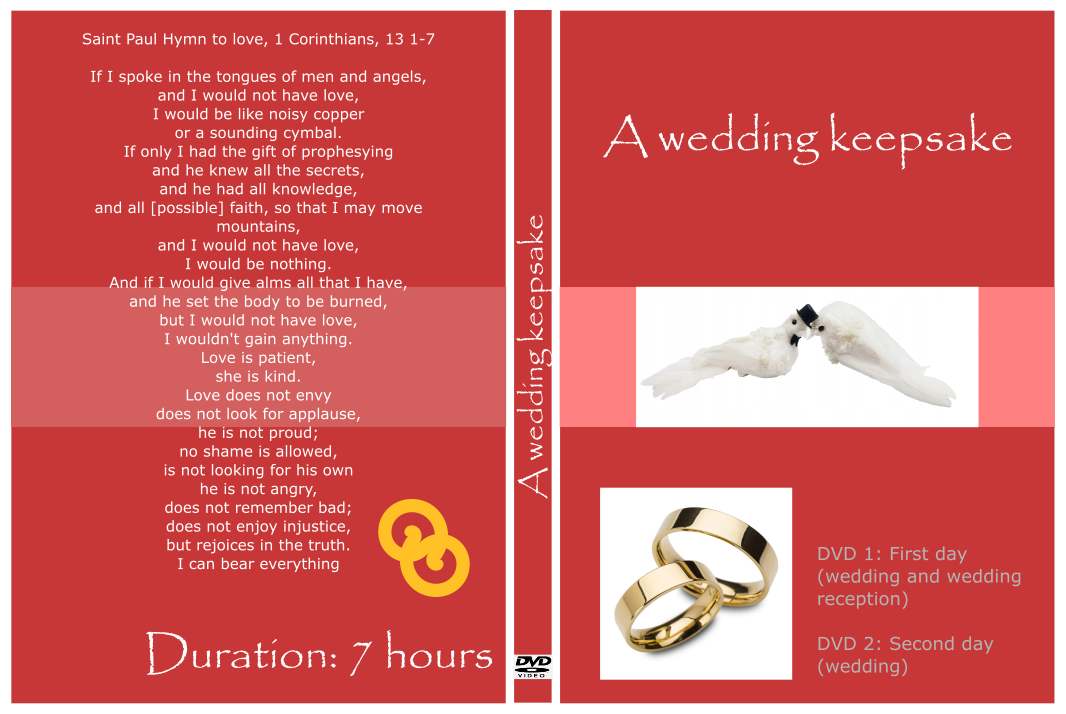 Saint Paul Hymn to love, 1 Corinthians, 13 1-7
If I spoke in the tongues of men and angels,
and I would not have love,
I would be like noisy copper
or a sounding cymbal.
If only I had the gift of prophesying
and he knew all the secrets,
and he had all knowledge,
and all [possible] faith, so that I may move
mountains,
and I would not have love,
I would be nothing.
And if I would give alms all that I have,
and he set the body to be burned,
but I would not have love,
I wouldn't gain anything.
Love is patient,
she is kind.
Love does not envy
does not look for applause,
he is not proud;
no shame is allowed,
is not looking for his own
he is not angry,
does not remember bad;
does not enjoy injustice,
but rejoices in the truth.
I can bear everything
Duration: 7 hours
A wedding keepsake
DVD
VIDEO
A wedding keepsake
DVD 1: First day
(wedding and wedding
reception)
DVD 2: Second day
(wedding)